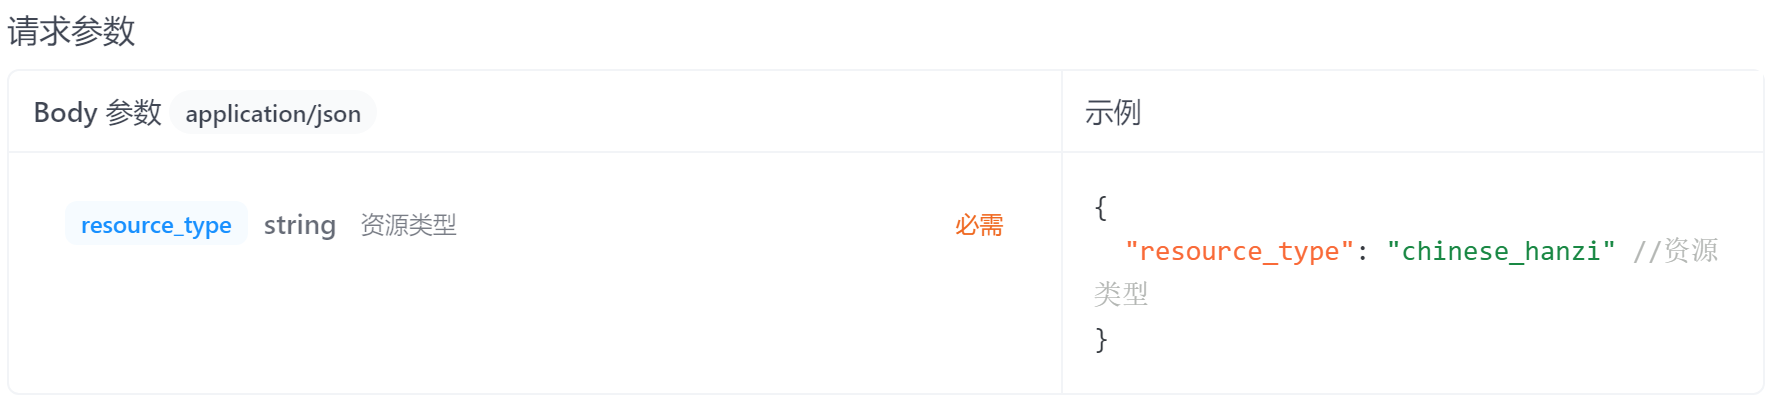 请求参数
Body 参数 application/json
示例
resource_type string 资源类型 必需
{
"resource_type": "chinese_hanzi" //资源
类型
}